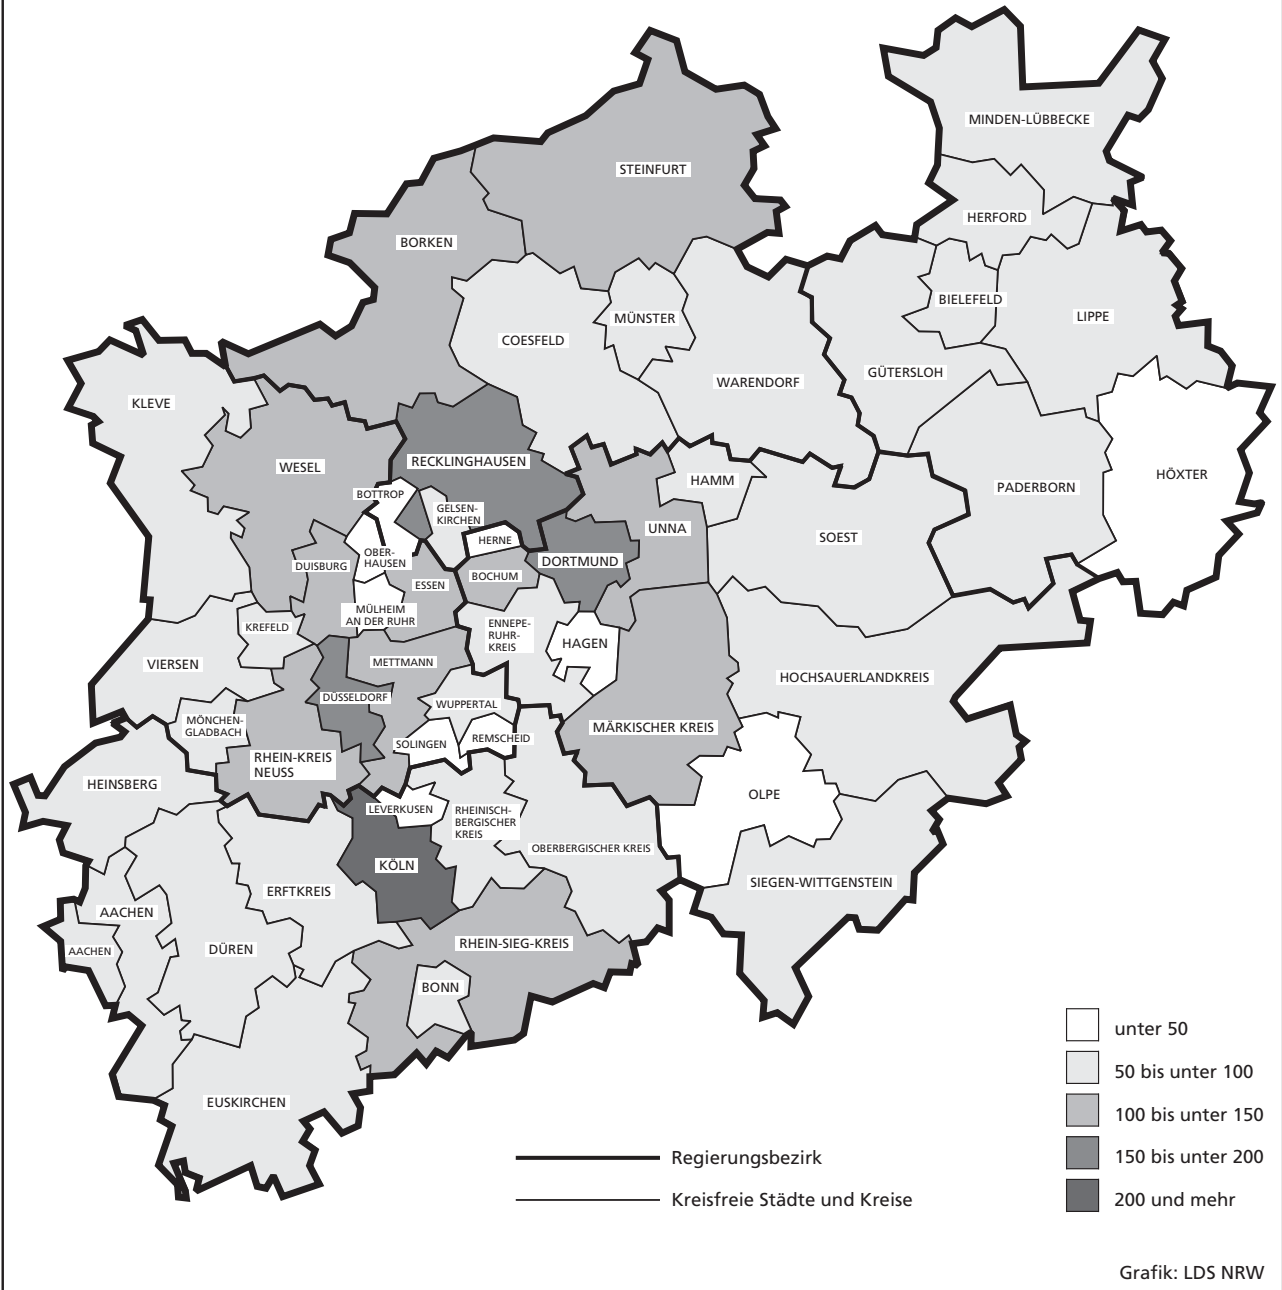 MINDEN-LÜBBECKE
STEINFURT
HERFORD
BORKEN
BIELEFELD
LIPPE
MÜNSTER
COESFELD
GÜTERSLOH
WARENDORF
KLEVE
RECKLINGHAUSEN
WESEL
HÖXTER
HAMM
PADERBORN
BOTTROP
GELSEN-
KIRCHEN
UNNA
SOEST
HERNE
OBER-
HAUSEN
DORTMUND
DUISBURG
BOCHUM
ESSEN
MÜLHEIM
AN DER RUHR
KREFELD
ENNEPE-
RUHR-
KREIS
HAGEN
VIERSEN
METTMANN
HOCHSAUERLANDKREIS
DÜSSELDORF
WUPPERTAL
MÖNCHEN-
GLADBACH
MÄRKISCHER KREIS
SOLINGEN
REMSCHEID
RHEIN-KREIS
NEUSS
HEINSBERG
OLPE
LEVERKUSEN
RHEINISCH-
BERGISCHER
KREIS
OBERBERGISCHER KREIS
KÖLN
SIEGEN-WITTGENSTEIN
ERFTKREIS
AACHEN
RHEIN-SIEG-KREIS
DÜREN
AACHEN
BONN
EUSKIRCHEN
unter 50
50 bis unter 100
100 bis unter 150
150 bis unter 200
200 und mehr
Regierungsbezirk
Kreisfreie Städte und Kreise
Grafik: LDS NRW